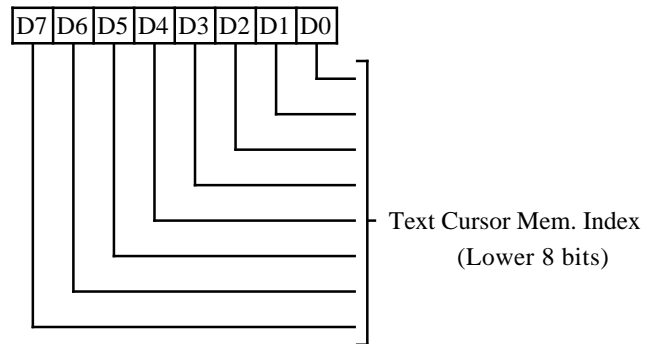 D7 D6 D5 D4 D3 D2 D1 D0
Text Cursor Mem. Index
(Lower 8 bits)